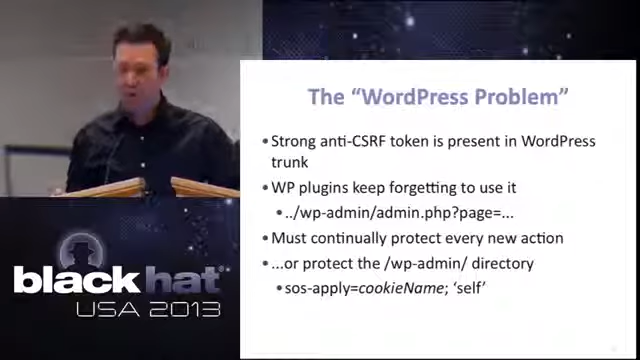 The “WordPress Problem”
• Strong anti-CSRF token is present in WordPress
trunk
• WP plugins keep forgetting to use it
• ../wp-admin/admin.php?page=...
• Must continually protect every new action
• ...or protect the /wp-admin/ directory
• sos-apply=cookieName; ‘self’
black hat®
USA 2013